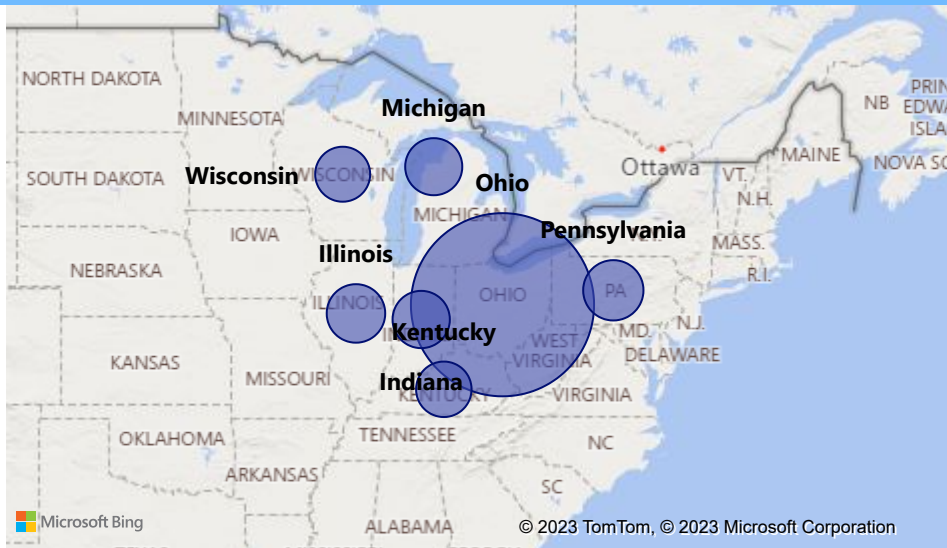 NORTH DAKOTA
MINNESOTA
Michigan
NB
PRIN
EDWA
ISLA
Wisconsin
WISCONSIN
SOUTH DAKOTA
Ohio
Ottawa
VT.
MAINE
NOVA SC
N.H.
MICHIGAN
IOWA
Pennsylvania
MASS.
Illinois
NEBRASKA
R.I.
ILLINOIS
OHIO
PA
Kentucky
WEST
VIRGINIA
MD.
N.J.
DELAWARE
KANSAS
MISSOURI
Indiana
KENTUCKY
VIRGINIA
OKLAHOMA
TENNESSEE
NC
ARKANSAS
SC
Microsoft Bing
ALABAMA
© 2023 TomTom, © 2023 Microsoft Corporation